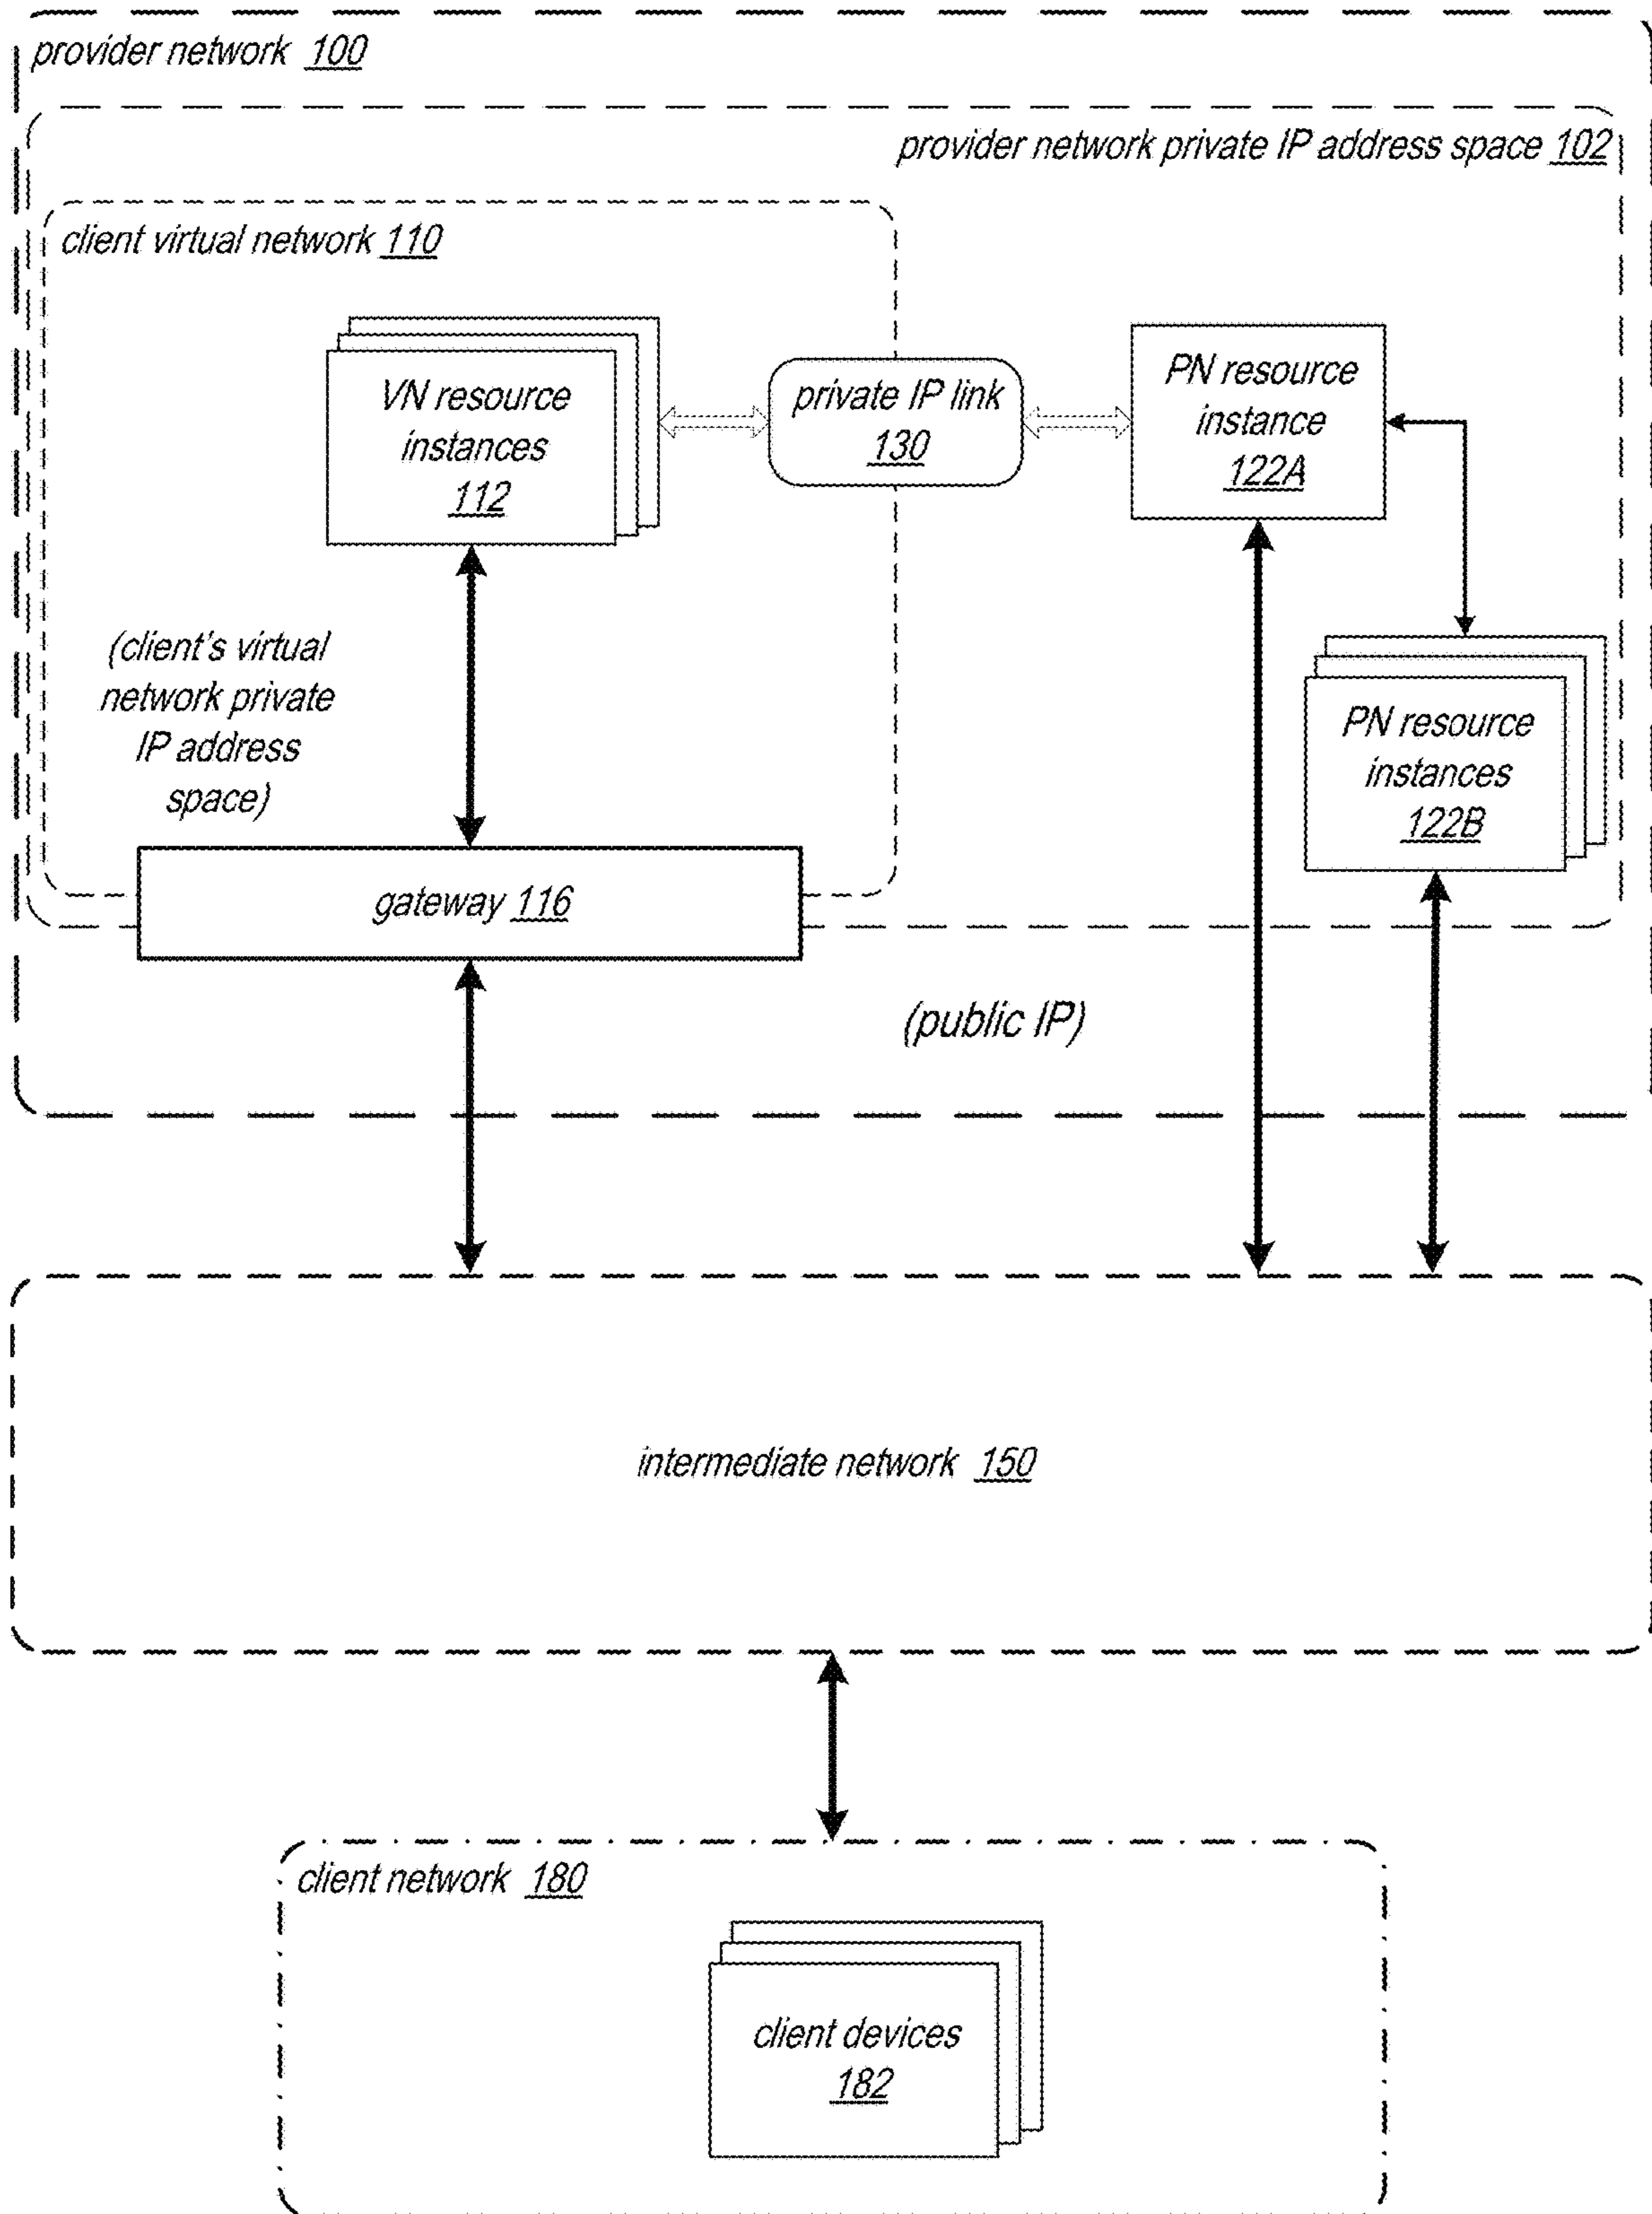 provider network 100
provider network private IP address space 102
client virtual network 110
VN resource
instances
112
private IP link
130
PN resource
instance
122A
(client's virtual
network private
IP address
space)
PN resource
instances
122B
gateway 116
(public IP)
intermediate network 150
client network 180
client devices
182